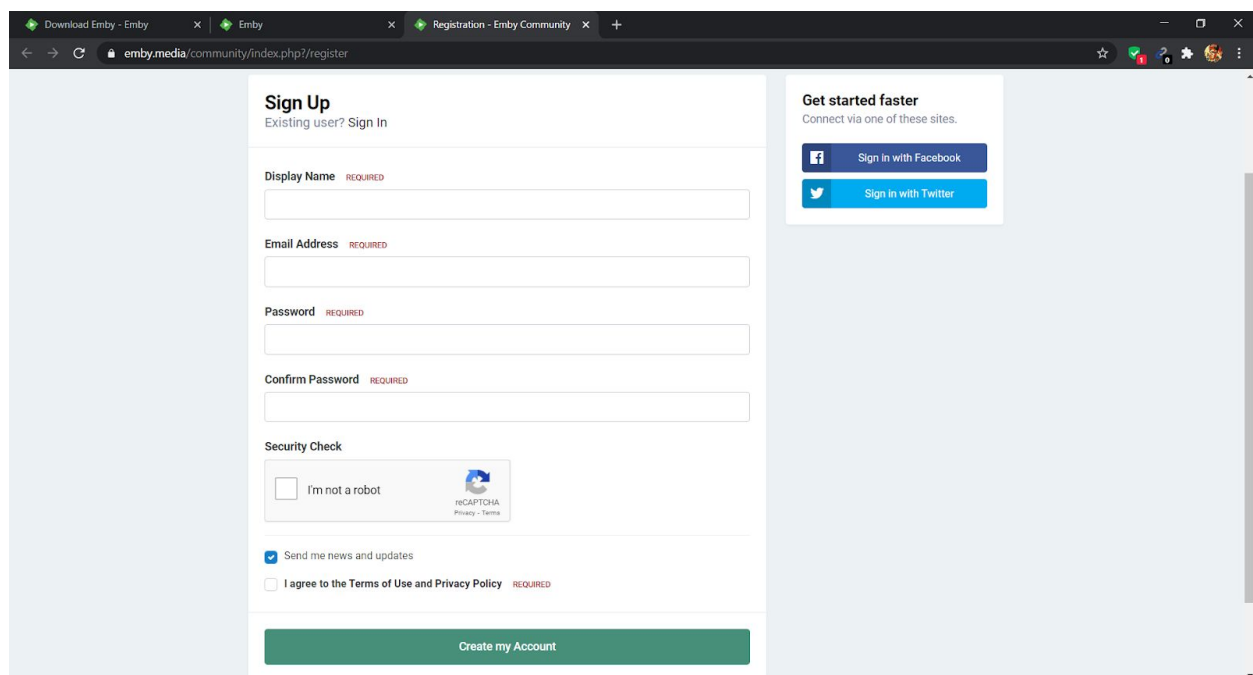 Download Emby - Emby
Emby
Registration - Emby Community
emby.media/community/index.php?/register
1
0
Sign Up
Existing user? Sign In
Display Name REQUIRED
Email Address REQUIRED
Password REQUIRED
Confirm Password REQUIRED
Security Check
I'm not a robot
reCAPTCHA
Privacy - Terms
Send me news and updates
I agree to the Terms of Use and Privacy Policy REQUIRED
Create my Account
Get started faster
Connect via one of these sites.
Sign in with Facebook
Sign in with Twitter